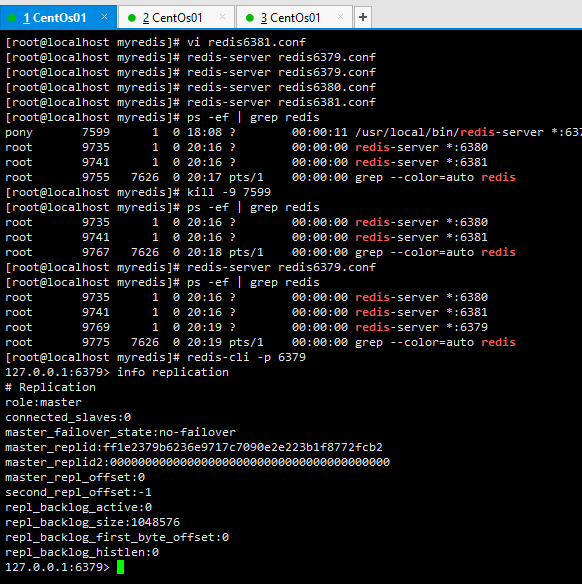 1 CentOs01 × 2 CentOs01 × 3 CentOs01 × +
[root@localhost myredis]# vi redis6381.conf
[root@localhost myredis]# redis-server redis6379.conf
[root@localhost myredis]# redis-server redis6379.conf
[root@localhost myredis]# redis-server redis6380.conf
[root@localhost myredis]# redis-server redis6381.conf
[root@localhost myredis]# ps -ef | grep redis
pony 7599 1 0 18:08 ? 00:00:11 /usr/local/bin/redis-server *:637
root 9735 1 0 20:16 ? 00:00:00 redis-server *:6380
root 9741 1 0 20:16 ? 00:00:00 redis-server *:6381
root 9755 7626 0 20:17 pts/1 00:00:00 grep --color=auto redis
[root@localhost myredis]# kill -9 7599
[root@localhost myredis]# ps -ef | grep redis
root 9735 1 0 20:16 ? 00:00:00 redis-server *:6380
root 9741 1 0 20:16 ? 00:00:00 redis-server *:6381
root 9767 7626 0 20:18 pts/1 00:00:00 grep --color=auto redis
[root@localhost myredis]# redis-server redis6379.conf
[root@localhost myredis]# ps -ef | grep redis
root 9735 1 0 20:16 ? 00:00:00 redis-server *:6380
root 9741 1 0 20:16 ? 00:00:00 redis-server *:6381
root 9769 1 0 20:19 ? 00:00:00 redis-server *:6379
root 9775 7626 0 20:19 pts/1 00:00:00 grep --color=auto redis
[root@localhost myredis]# redis-cli -p 6379
127.0.0.1:6379> info replication
# Replication
role:master
connected_slaves:0
master_failover_state:no-failover
master_replid:ff1e2379b6236e9717c7090e2e223b1f8772fcb2
master_replid2:0000000000000000000000000000000000000000
master_repl_offset:0
second_repl_offset:-1
repl_backlog_active:0
repl_backlog_size:1048576
repl_backlog_first_byte_offset:0
repl_backlog_histlen:0
127.0.0.1:6379>